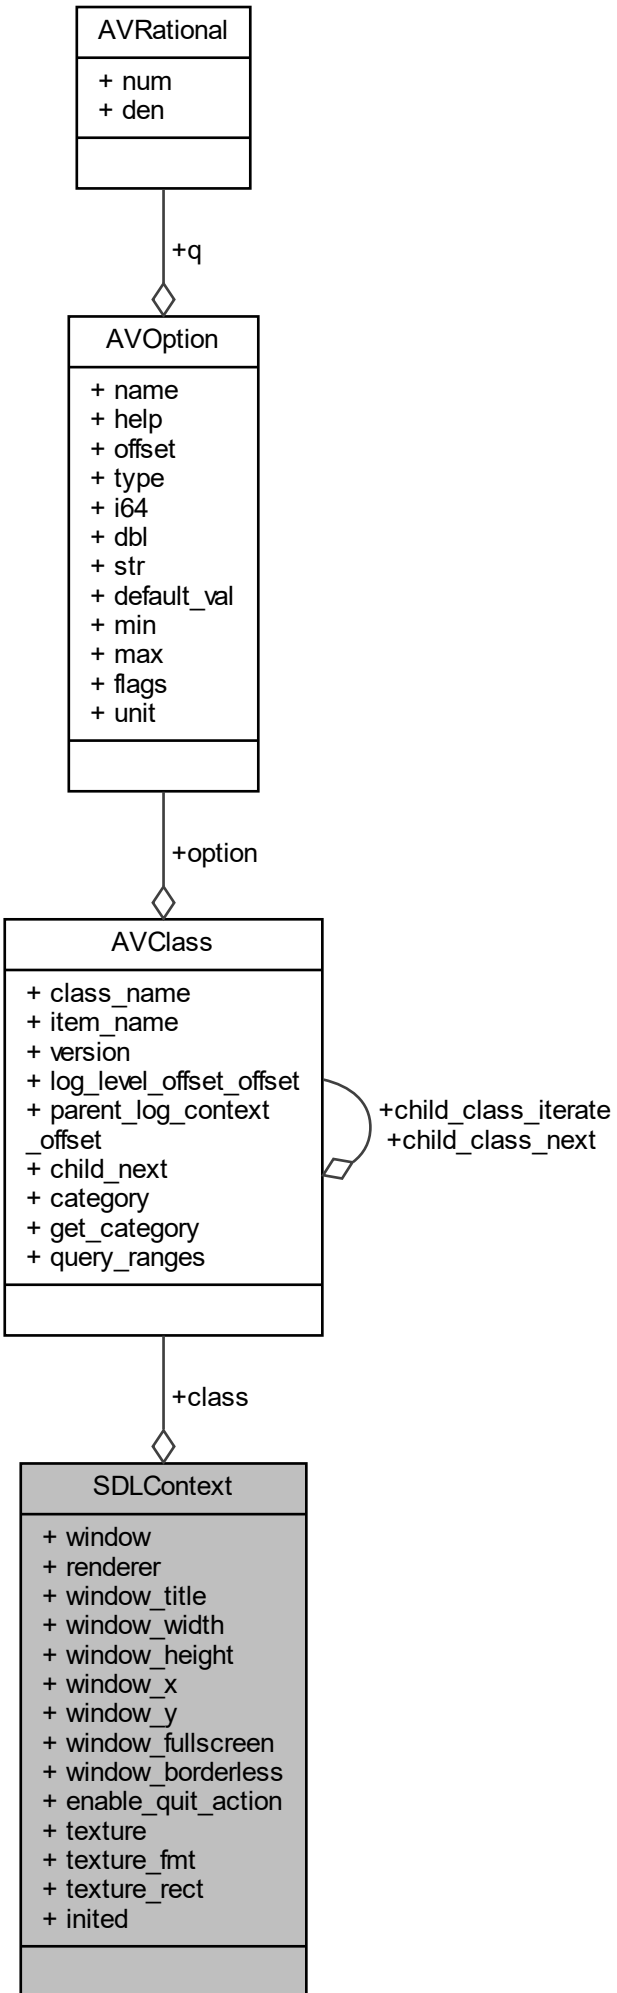 AVRational
+ num
+ den
+q
AVOption
+ name
+ help
+ offset
+ type
+ i64
+ dbl
+ str
+ default_val
+ min
+ max
+ flags
+ unit
+option
AVClass
+ class_name
+ item_name
+ version
+ log_level_offset_offset
+ parent_log_context
_offset
+ child_next
+ category
+ get_category
+ query_ranges
+child_class_iterate
+child_class_next
+class
SDLContext
+ window
+ renderer
+ window_title
+ window_width
+ window_height
+ window_x
+ window_y
+ window_fullscreen
+ window_borderless
+ enable_quit_action
+ texture
+ texture_fmt
+ texture_rect
+ inited